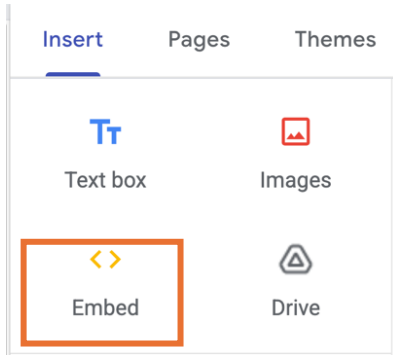 Insert Pages Themes
Text box Images
Embed Drive